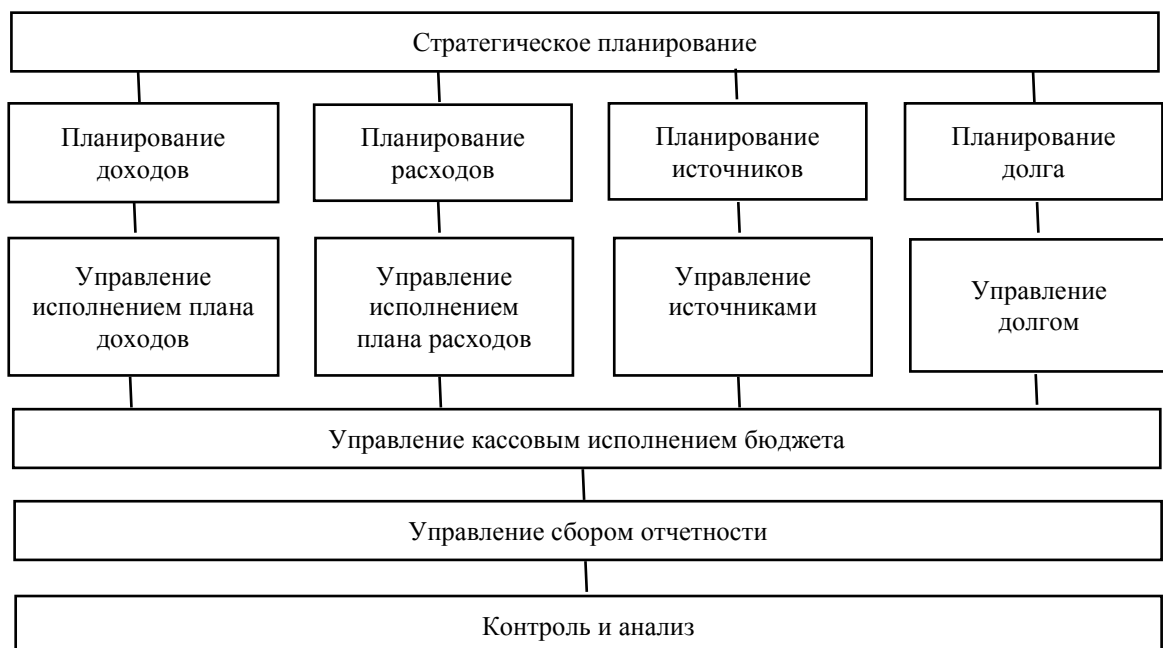 Стратегическое планирование
Планирование
доходов
Планирование
расходов
Планирование
источников
Планирование
долга
Управление
исполнением плана
доходов
Управление
исполнением
плана расходов
Управление
источниками
Управление
долгом
Управление кассовым исполнением бюджета
Управление сбором отчетности
Контроль и анализ